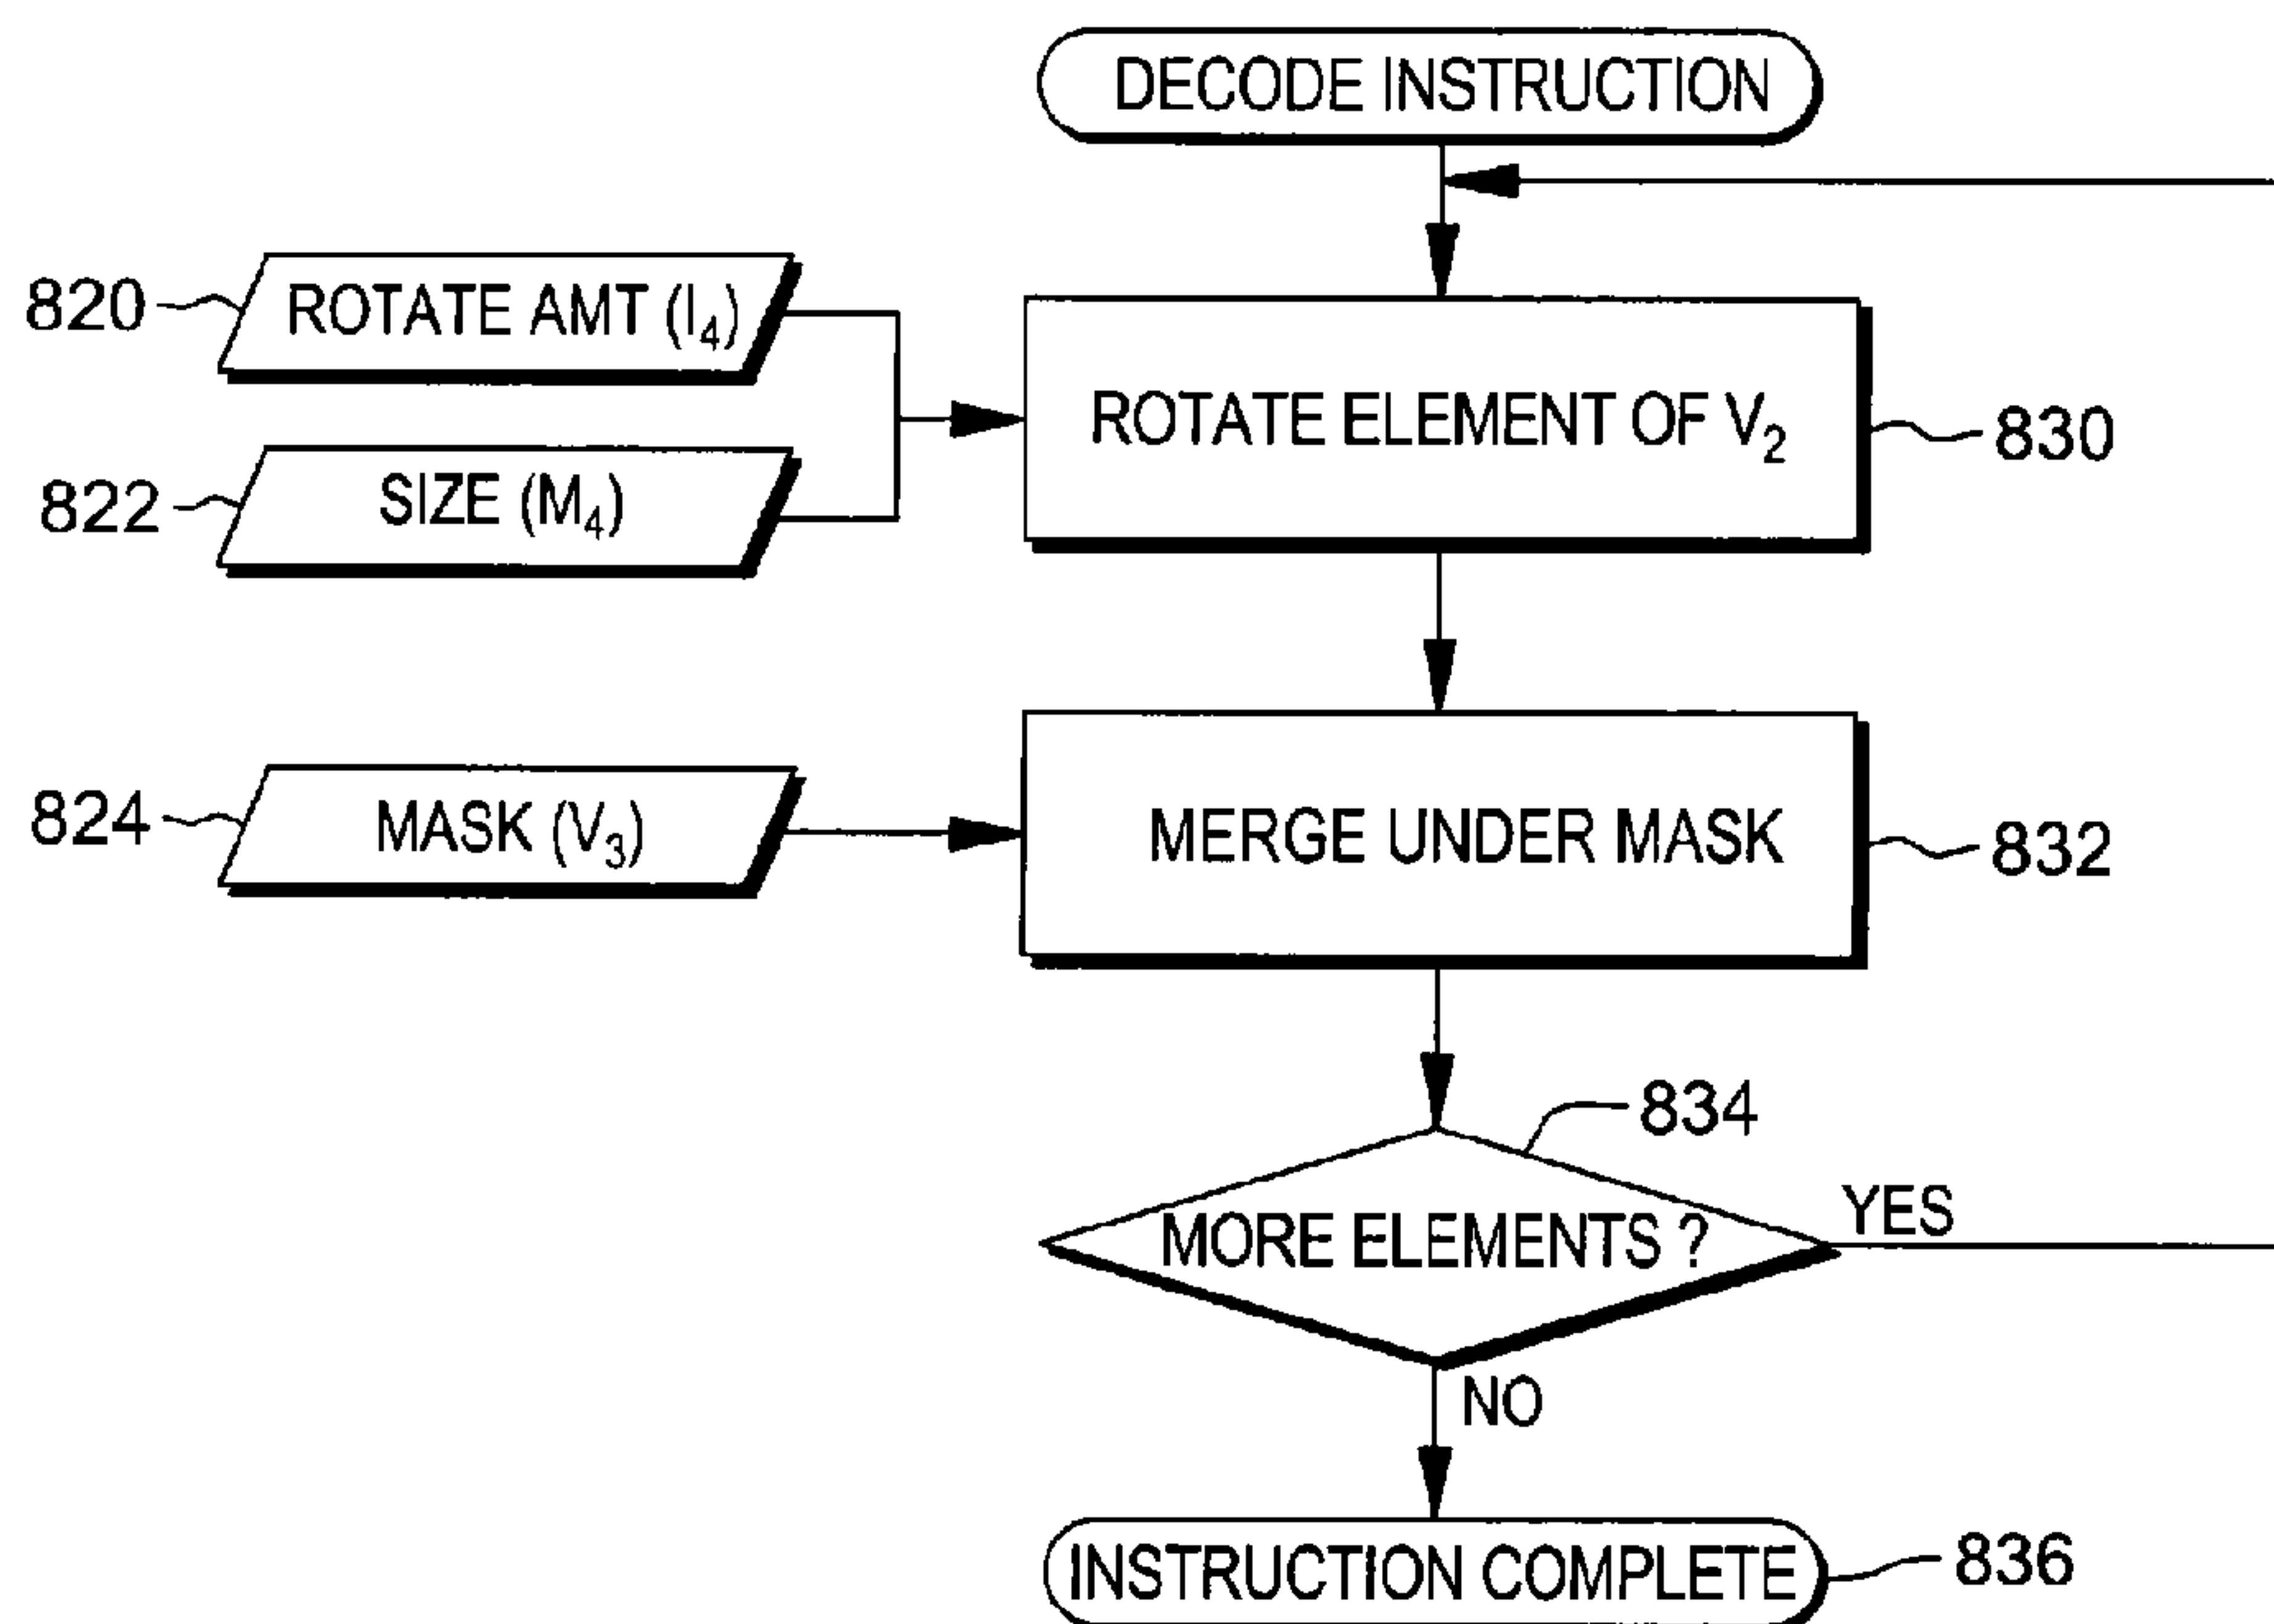 DECODE INSTRUCTION
820
ROTATE AMT (I4)
822
SIZE (M4)
ROTATE ELEMENT OF V2
830
824
MASK (V3)
MERGE UNDER MASK
832
834
MORE ELEMENTS ?
YES
NO
INSTRUCTION COMPLETE
836